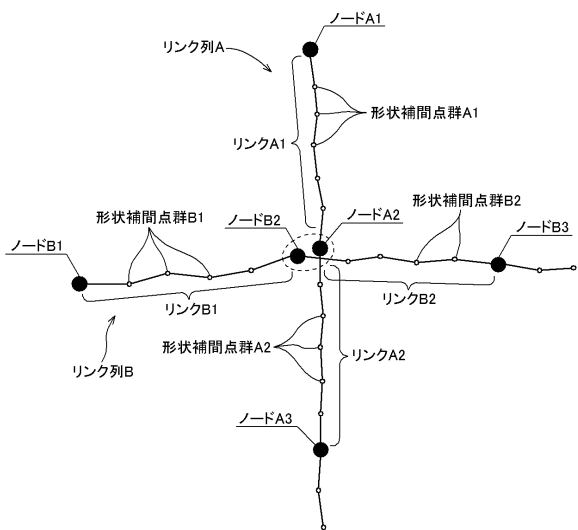 ノードA1
リンク列A
形状補間点群A1
リンクA1
形状補間点群B1
ノードB2
ノードA2
形状補間点群B2
ノードB1
ノードB3
リンクB1
リンクB2
形状補間点群A2
リンクA2
リンク列B
ノードA3